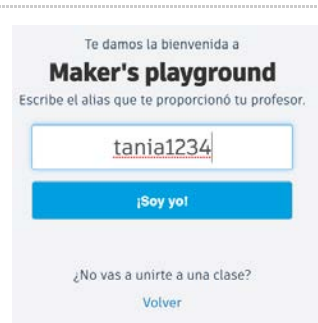 Te damos la bienvenida a
Maker's playground
Escribe el alias que te proporcionó tu profesor.
tania1234
¡Soy yo!
¿No vas a unirte a una clase?
Volver